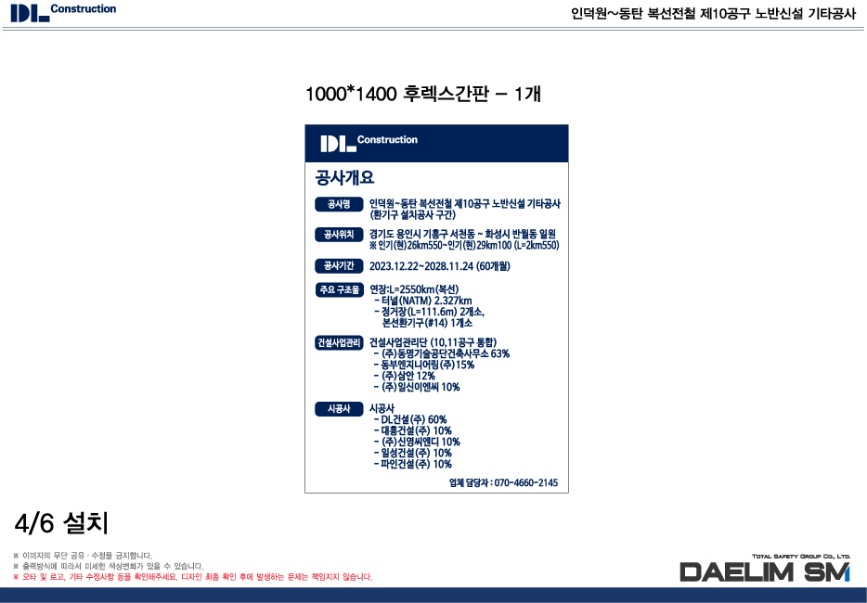 DL Construction
인덕원~동탄 복선전철 제10공구 노반신설 기타공사
1000*1400 후렉스간판 - 1개
DL Construction
공사개요
공사명 인덕원~동탄 복선전철 제10공구 노반신설 기타공사
(환기구 설치공사 구간)
공사위치 경기도 용인시 기흥구 서천동 ~ 화성시 반월동 일원
※ 인기(현)26km550~인기(현)29km100 (L=2km550)
공사기간 2023.12.22~2028.11.24 (60개월)
주요 구조물 연장:L=2550km(복선)
- 터널(NATM) 2.327km
- 정거장(L=111.6m) 2개소,
본선환기구(#14) 1개소
건설사업관리 건설사업관리단 (10,11공구 통합)
- (주)동명기술공단건축사무소 63%
- 동부엔지니어링(주)15%
- (주)삼안 12%
- (주)일신이엔씨 10%
시공사 시공사
- DL건설(주) 60%
- 대흥건설(주) 10%
- (주)신영씨엔디 10%
- 일성건설(주) 10%
- 파인건설(주) 10%
업체 담당자 : 070-4660-2145
4/6 설치
※ 이미지의 무단 공유 · 수정을 금지합니다.
※ 출력방식에 따라서 미세한 색상변화가 있을 수 있습니다.
※ 오타 및 로고, 기타 수정사항 등을 확인해주세요. 디자인 최종 확인 후에 발생하는 문제는 책임지지 않습니다.
TOTAL SAFETY GROUP CO., LTD.
DAELIM SM